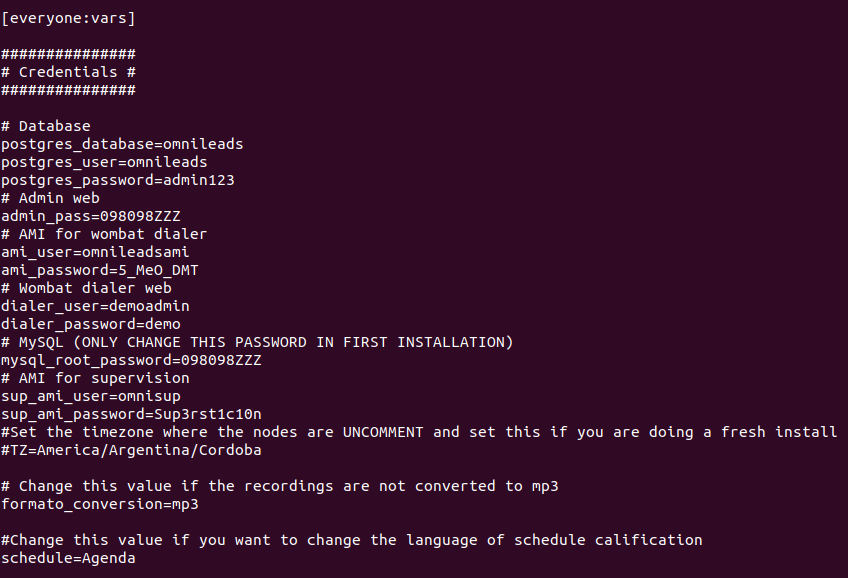 [everyone:vars]
###############
# Credentials #
###############
# Database
postgres_database=omnileads
postgres_user=omnileads
postgres_password=admin123
# Admin web
admin_pass=098098ZZZ
# AMI for wombat dialer
ami_user=omnileadsami
ami_password=5_MeO_DMT
# Wombat dialer web
dialer_user=demoadmin
dialer_password=demo
# MySQL (ONLY CHANGE THIS PASSWORD IN FIRST INSTALLATION)
mysql_root_password=098098ZZZ
# AMI for supervision
sup_ami_user=omnisup
sup_ami_password=Sup3rst1c10n
#Set the timezone where the nodes are UNCOMMENT and set this if you are doing a fresh install
#TZ=America/Argentina/Cordoba
# Change this value if the recordings are not converted to mp3
formato_conversion=mp3
#Change this value if you want to change the language of schedule calification
schedule=Agenda